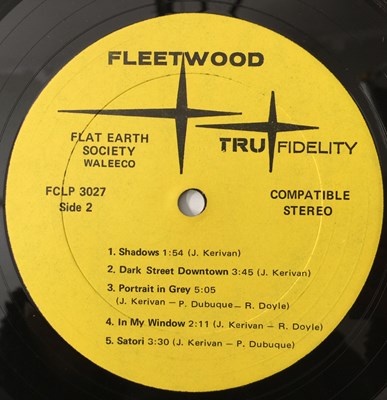 FLEETWOOD
FLAT EARTH
SOCIETY
WALEECO
TRU FIDELITY
FCLP 3027
Side 2
COMPATIBLE
STEREO
1. Shadows 1:54 (J. Kerivan)
2. Dark Street Downtown 3:45 (J. Kerivan)
3. Portrait in Grey 5:05
(J. Kerivan – P. Dubuque – R. Doyle)
4. In My Window 2:11 (J. Kerivan – R. Doyle)
5. Satori 3:30 (J. Kerivan – P. Dubuque)